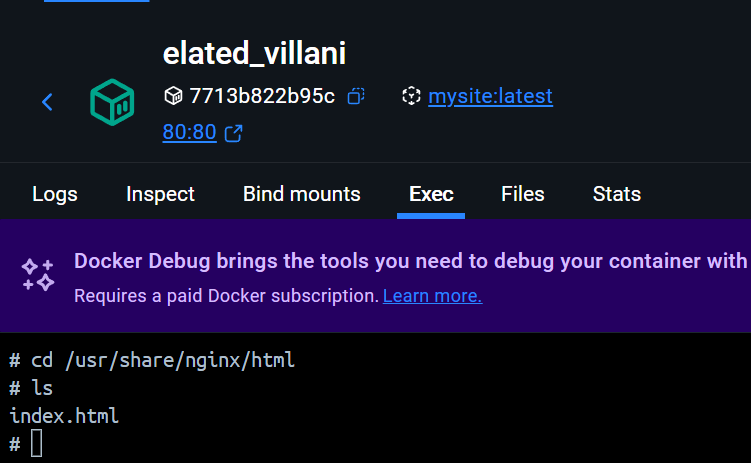 elated_villani
7713b822b95c
mysite:latest
80:80
Logs Inspect Bind mounts Exec Files Stats
Docker Debug brings the tools you need to debug your container with
Requires a paid Docker subscription. Learn more.
# cd /usr/share/nginx/html
# ls
index.html
#